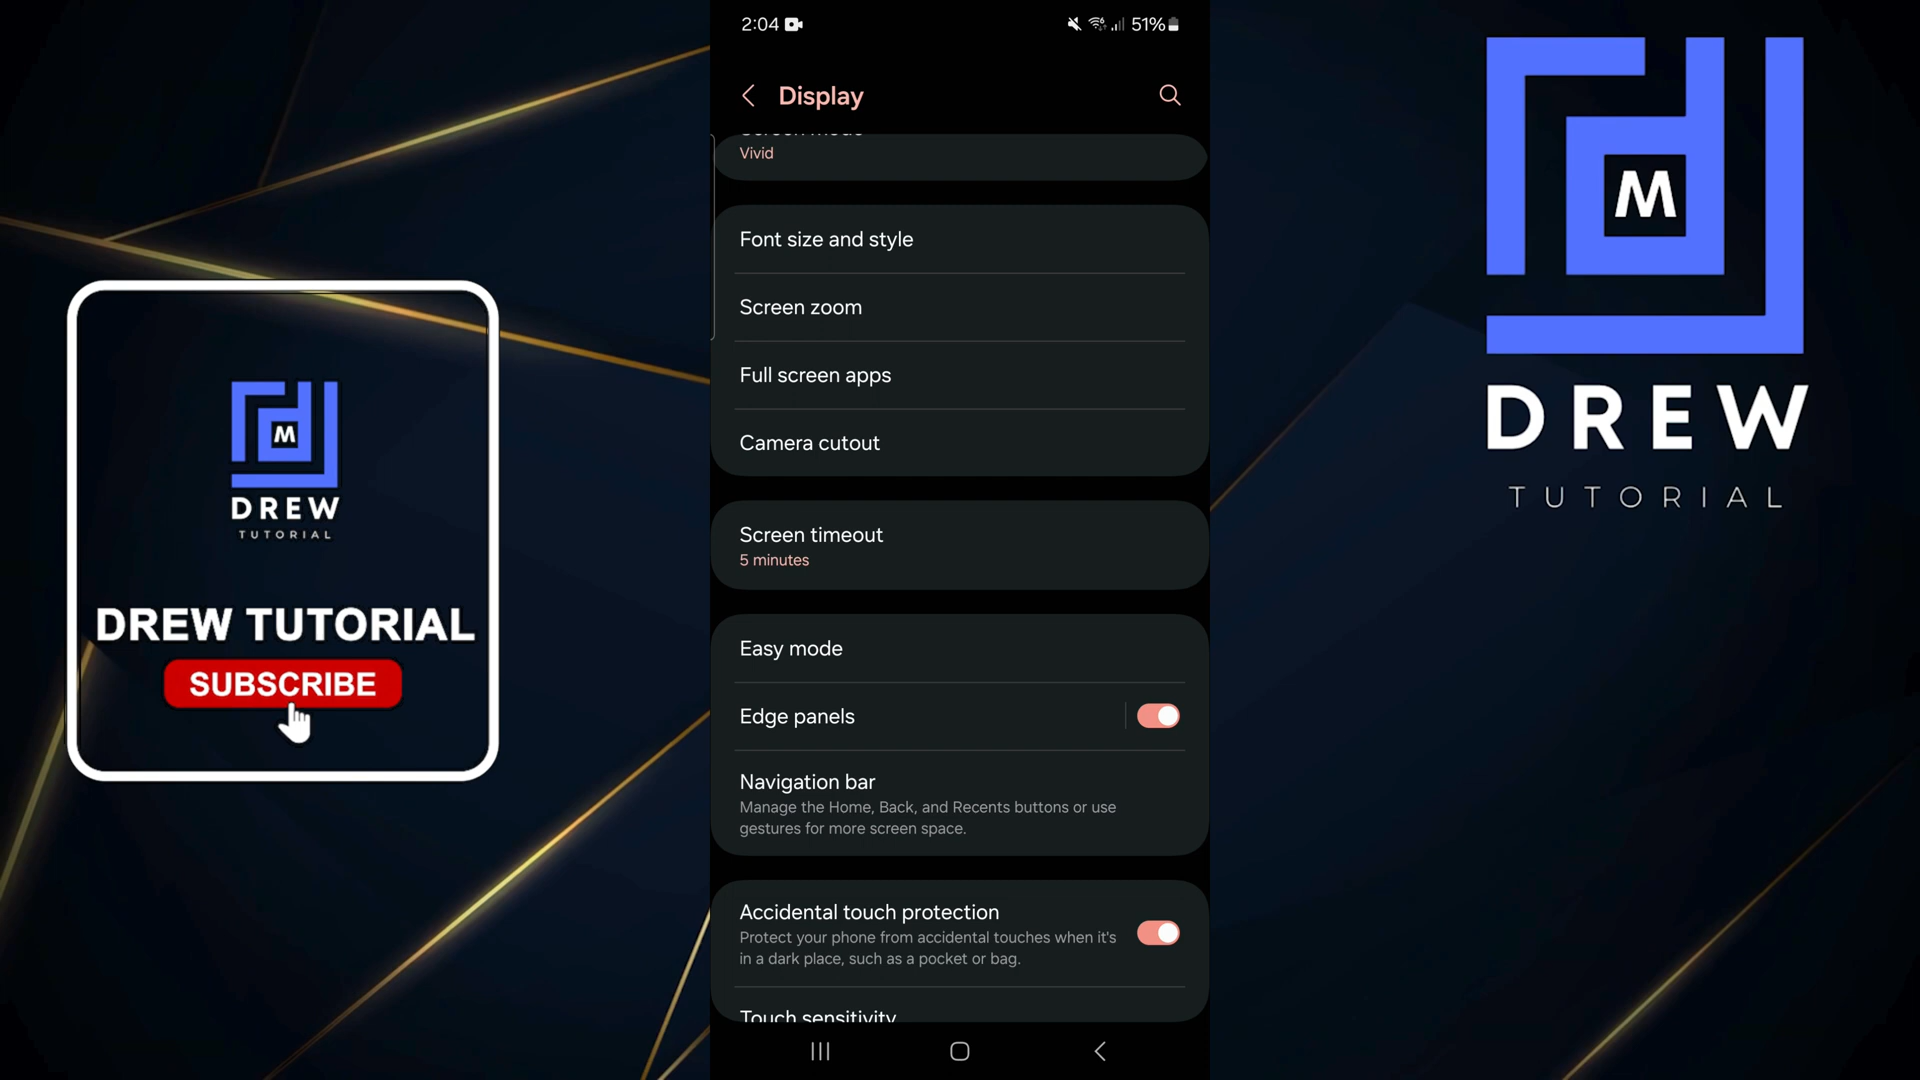 2:04
51%
Display
Screen mode
Vivid
Font size and style
Screen zoom
Full screen apps
Camera cutout
Screen timeout
5 minutes
Easy mode
Edge panels
Navigation bar
Manage the Home, Back, and Recents buttons or use
gestures for more screen space.
Accidental touch protection
Protect your phone from accidental touches when it's
in a dark place, such as a pocket or bag.
Touch sensitivity
M
DREW
TUTORIAL
DREW TUTORIAL
SUBSCRIBE
M
DREW
TUTORIAL